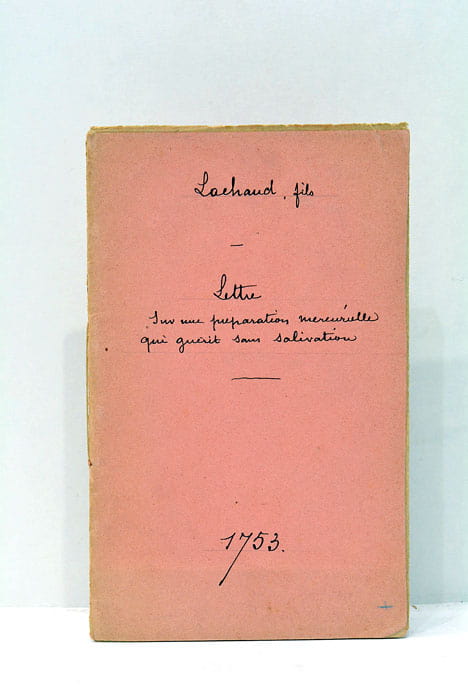 Lachaud, fils
Lettre
Sur une preparation mercurielle
qui guerit sans salivation
1753.